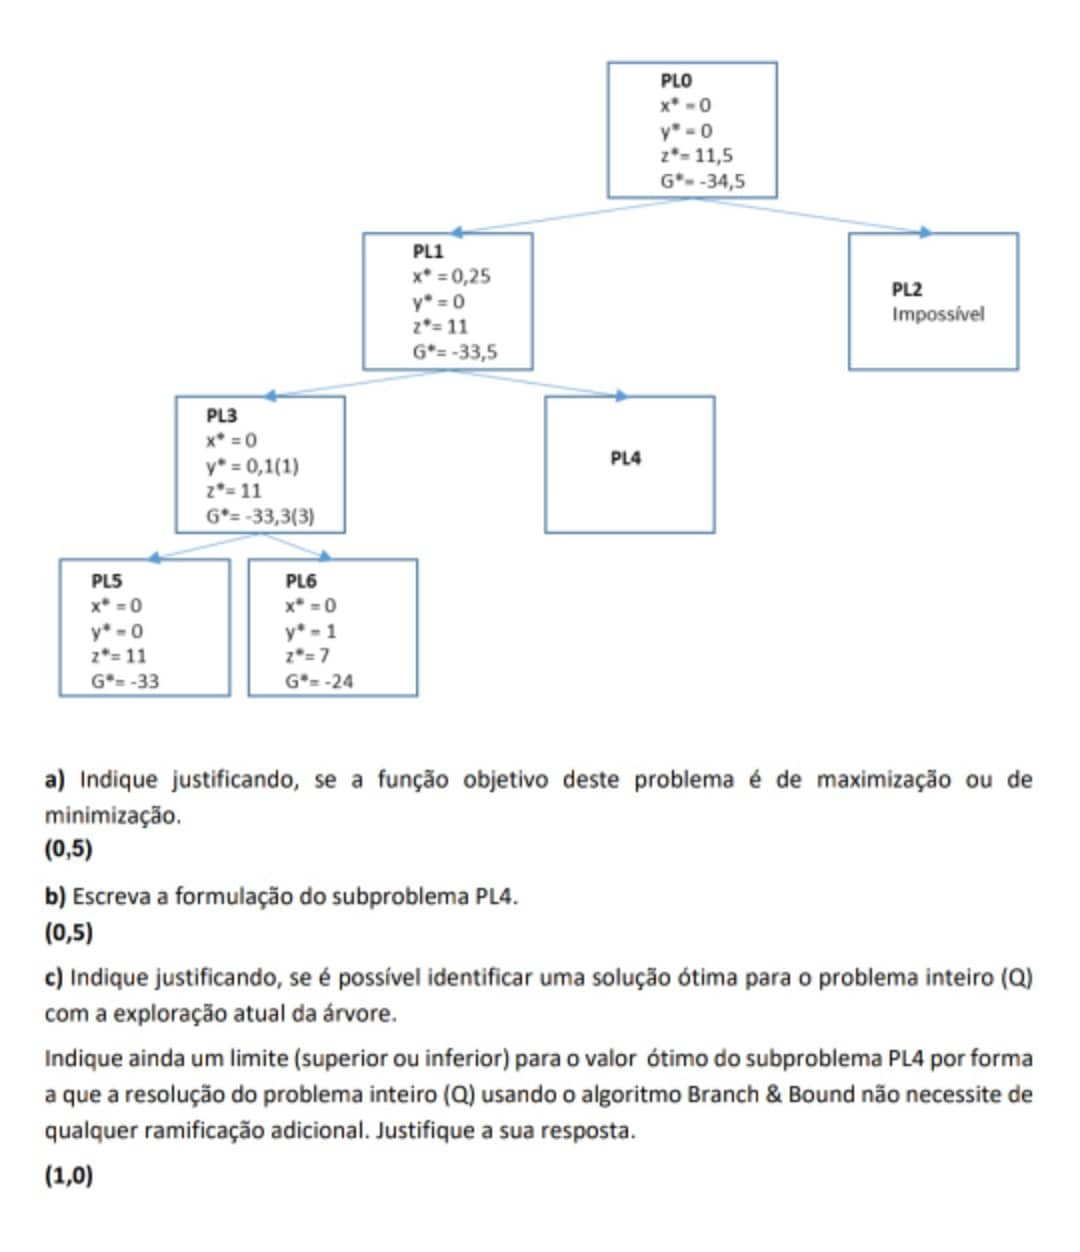 PL0
x* = 0
y* = 0
z*= 11,5
G*= -34,5
PL1
x* = 0,25
y* = 0
z*= 11
G*= -33,5
PL2
Impossível
PL3
x* = 0
y* = 0,1(1)
z*= 11
G*= -33,3(3)
PL4
PL5
x* = 0
y* = 0
z*= 11
G*= -33
PL6
x* = 0
y* = 1
z*= 7
G*= -24
a) Indique justificando, se a função objetivo deste problema é de maximização ou de
minimização.
(0,5)
b) Escreva a formulação do subproblema PL4.
(0,5)
c) Indique justificando, se é possível identificar uma solução ótima para o problema inteiro (Q)
com a exploração atual da árvore.
Indique ainda um limite (superior ou inferior) para o valor ótimo do subproblema PL4 por forma
a que a resolução do problema inteiro (Q) usando o algoritmo Branch & Bound não necessite de
qualquer ramificação adicional. Justifique a sua resposta.
(1,0)